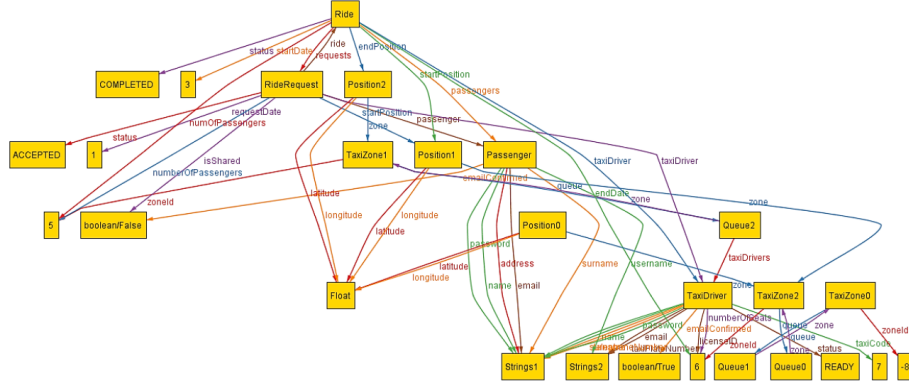 Ride
ride
status startDate
requests
endPosition
startPosition
COMPLETED
3
RideRequest
Position2
passengers
requestDate
numOfPassengers
startPosition
passenger
zone
status
ACCEPTED
1
isShared
numberOfPassengers
TaxiZone1
Position1
Passenger
taxiDriver
taxiDriver
emailConfirmed
queue
endDate
latitude
zoneId
longitude
longitude
zone
zone
5
boolean/False
latitude
Position0
Queue2
password
address
surname
username
taxiDrivers
latitude
longitude
name
email
zone
Float
TaxiDriver
TaxiZone2
TaxiZone0
numberOfSeats
password
emailConfirmed
queue
zone
zoneId
name
email
licenseID
zoneId
queue
taxiPlateNumber
zone
status
taxiCode
Strings1
Strings2
boolean/True
6
Queue1
Queue0
READY
7
-8